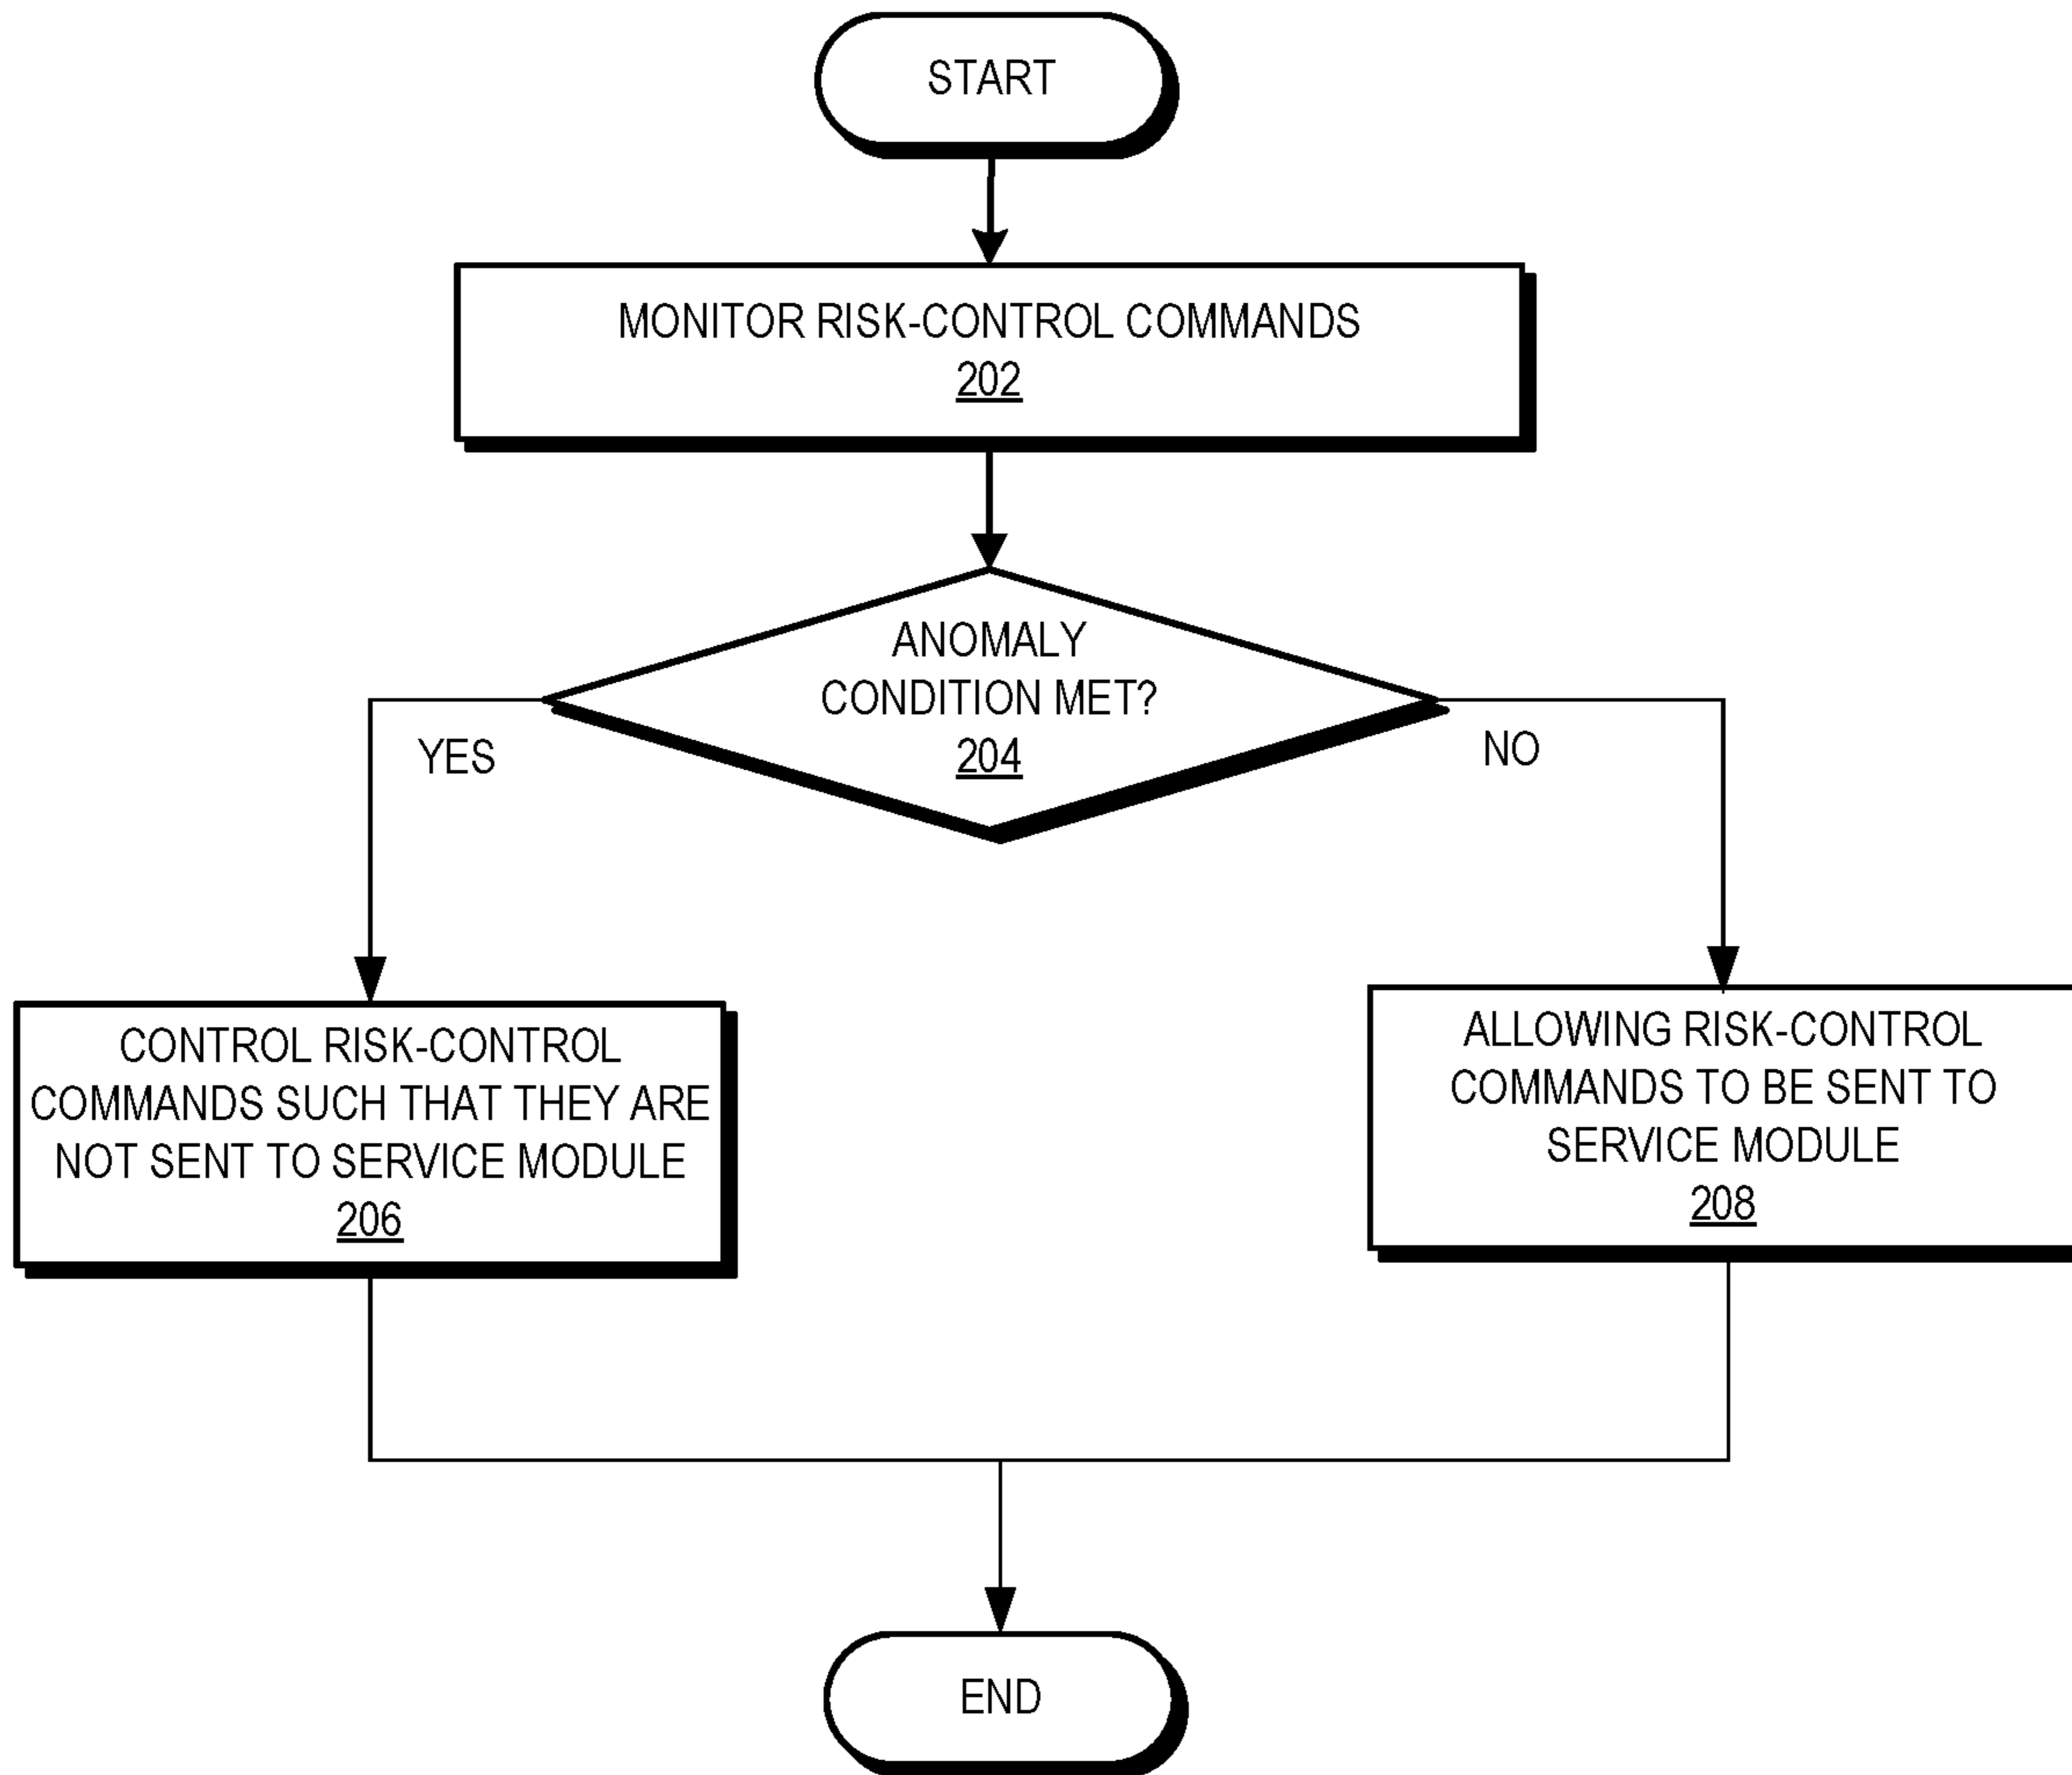 START
MONITOR RISK-CONTROL COMMANDS
202
ANOMALY
CONDITION MET?
204
YES
NO
CONTROL RISK-CONTROL
COMMANDS SUCH THAT THEY ARE
NOT SENT TO SERVICE MODULE
206
ALLOWING RISK-CONTROL
COMMANDS TO BE SENT TO
SERVICE MODULE
208
END